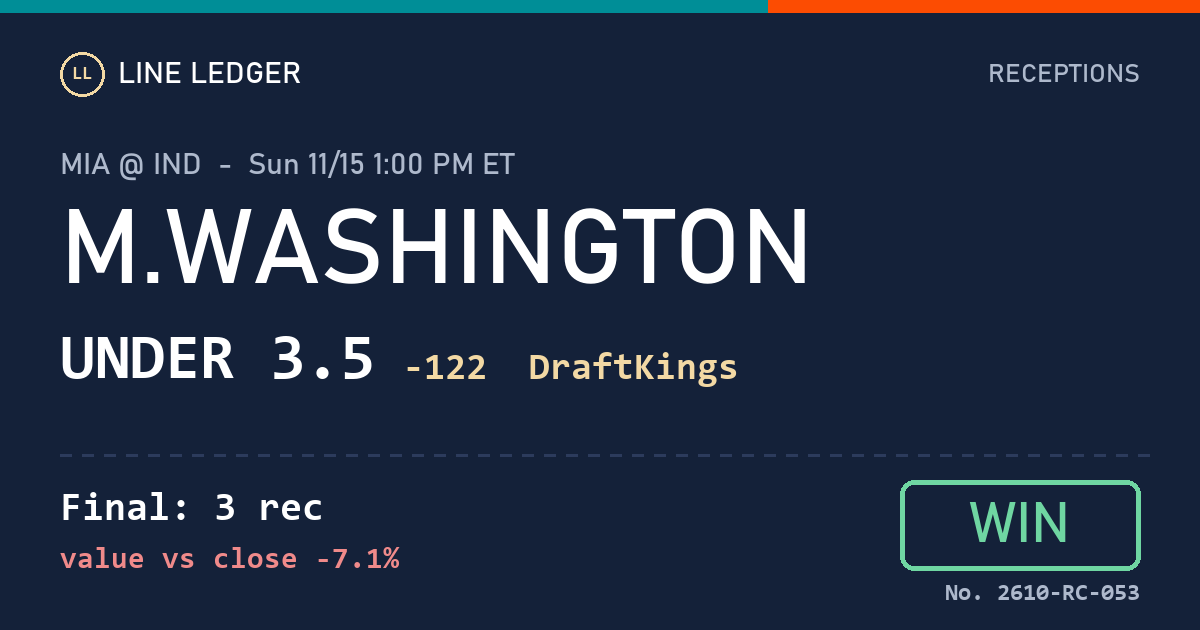 LL LINE LEDGER
RECEPTIONS
MIA @ IND - Sun 11/15 1:00 PM ET
M.WASHINGTON
UNDER 3.5 -122 DraftKings
Final: 3 rec
WIN
value vs close -7.1%
No. 2610-RC-053